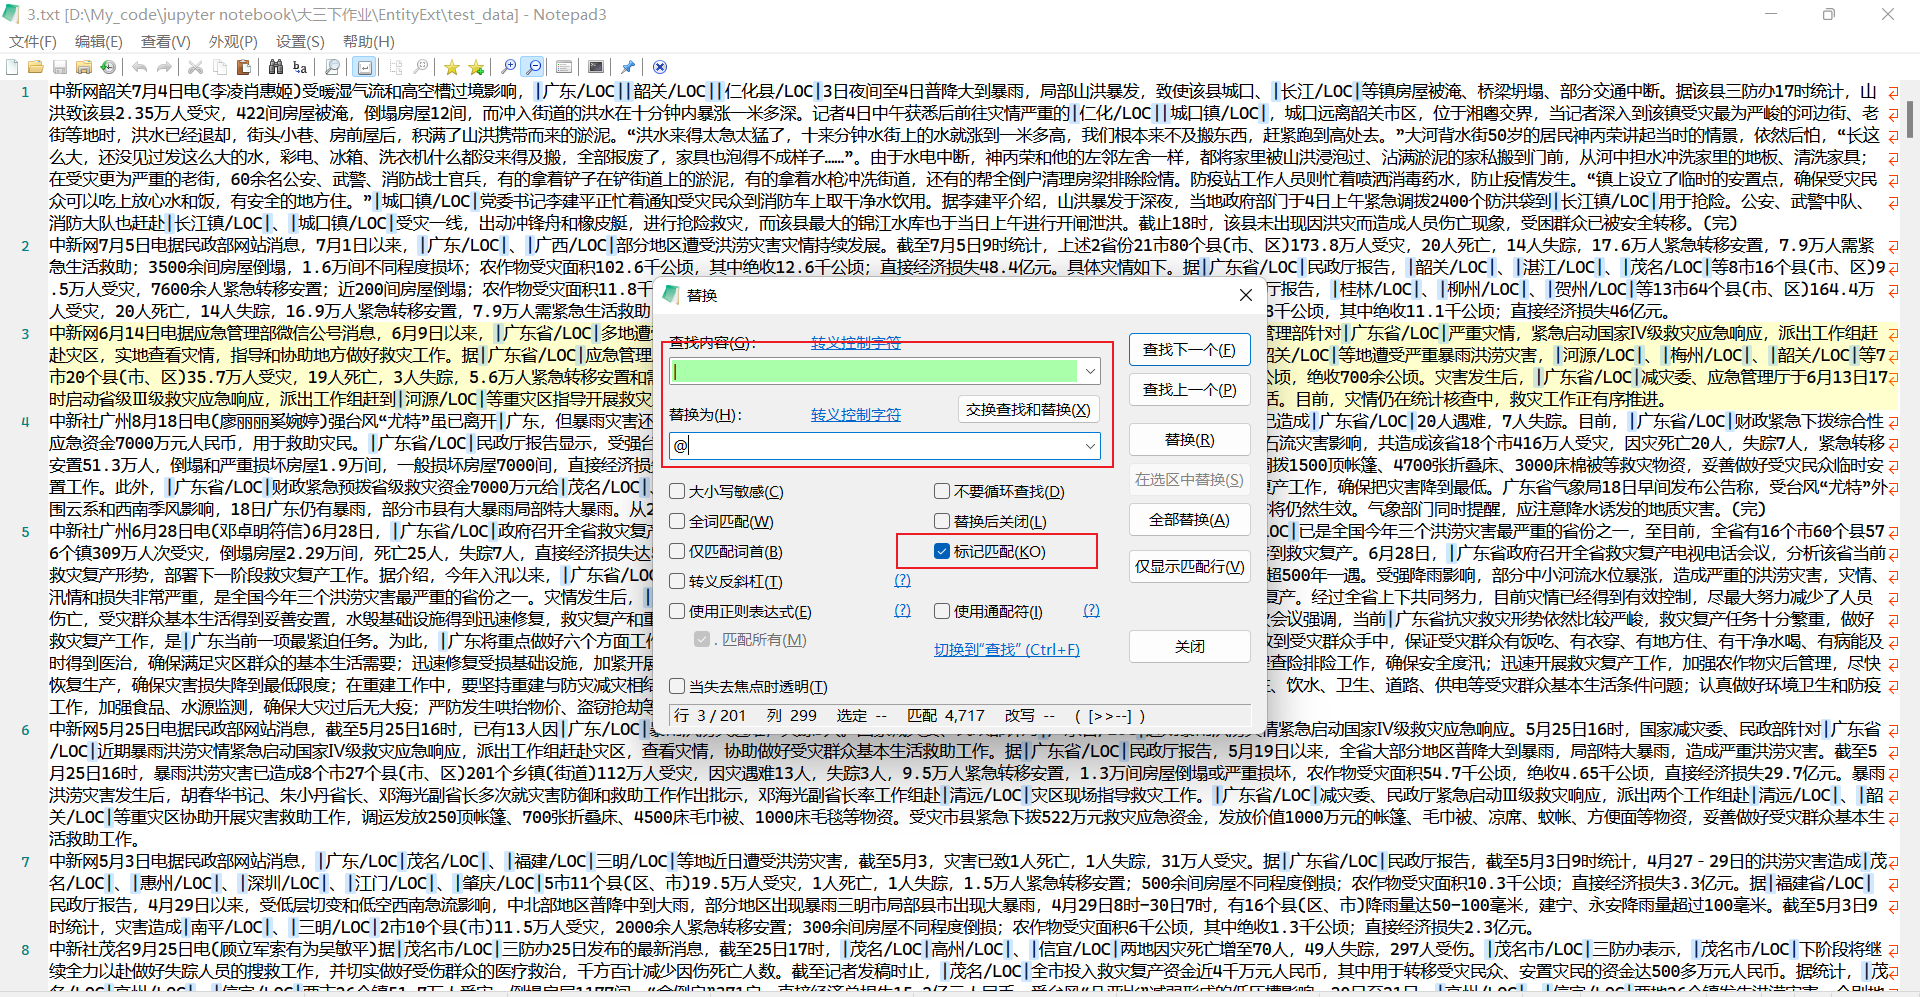 3.txt [D:\My_code\jupyter notebook\大三下作业\EntityExt\test_data] - Notepad3
文件(F) 编辑(E) 查看(V) 外观(P) 设置(S) 帮助(H)
1 中新网韶关7月4日电(李凌肖惠姬)受暖湿气流和高空槽过境影响，|广东/LOC||韶关/LOC||仁化县/LOC|3日夜间至4日普降大到暴雨，局部山洪暴发，致使该县城口、|长江/LOC|等镇房屋被淹、桥梁坍塌、部分交通中断。据该县三防办17时统计，山
洪致该县2.35万人受灾，422间房屋被淹，倒塌房屋12间，而冲入街道的洪水在十分钟内暴涨一米多深。记者4日中午获悉后前往灾情严重的|仁化/LOC||城口镇/LOC|，城口远离韶关市区，位于湘粤交界，当记者深入到该镇受灾最为严峻的河边街、老
街等地时，洪水已经退却，街头小巷、房前屋后，积满了山洪携带而来的淤泥。“洪水来得太急太猛了，十来分钟水街上的水就涨到一米多高，我们根本来不及搬东西，赶紧跑到高处去。”大河背水街50岁的居民神丙荣讲起当时的情景，依然后怕，“长这
么大，还没见过发这么大的水，彩电、冰箱、洗衣机什么都没来得及搬，全部报废了，家具也泡得不成样子……”。由于水电中断，神丙荣和他的左邻左舍一样，都将家里被山洪浸泡过、沾满淤泥的家私搬到门前，从河中担水冲洗家里的地板、清洗家具；
在受灾更为严重的老街，60余名公安、武警、消防战士官兵，有的拿着铲子在铲街道上的淤泥，有的拿着水枪冲洗街道，还有的帮全倒户清理房梁排除险情。防疫站工作人员则忙着喷洒消毒药水，防止疫情发生。“镇上设立了临时的安置点，确保受灾民
众可以吃上放心水和饭，有安全的地方住。”|城口镇/LOC|党委书记李建平正忙着通知受灾民众到消防车上取干净水饮用。据李建平介绍，山洪暴发于深夜，当地政府部门于4日上午紧急调拨2400个防洪袋到|长江镇/LOC|用于抢险。公安、武警中队、
消防大队也赶赴|长江镇/LOC|、|城口镇/LOC|受灾一线，出动冲锋舟和橡皮艇，进行抢险救灾，而该县最大的锦江水库也于当日上午进行开闸泄洪。截止18时，该县未出现因洪灾而造成人员伤亡现象，受困群众已被安全转移。(完)
2 中新网7月5日电据民政部网站消息，7月1日以来，|广东/LOC|、|广西/LOC|部分地区遭受洪涝灾害灾情持续发展。截至7月5日9时统计，上述2省份21市80个县(市、区)173.8万人受灾，20人死亡，14人失踪，17.6万人紧急转移安置，7.9万人需紧
急生活救助；3500余间房屋倒塌，1.6万间不同程度损坏；农作物受灾面积102.6千公顷，其中绝收12.6千公顷；直接经济损失48.4亿元。具体灾情如下。据|广东省/LOC|民政厅报告，|韶关/LOC|、|湛江/LOC|、|茂名/LOC|等8市16个县(市、区)9
.5万人受灾，7600余人紧急转移安置；近200间房屋倒塌；农作物受灾面积11.8千
厅报告，|桂林/LOC|、|柳州/LOC|、|贺州/LOC|等13市64个县(市、区)164.4万
人受灾，20人死亡，14人失踪，16.9万人紧急转移安置，7.9万人需紧急生活救助
3千公顷，其中绝收11.1千公顷；直接经济损失46亿元。
3 中新网6月14日电据应急管理部微信公号消息，6月9日以来，|广东省/LOC|多地遭
管理部针对|广东省/LOC|严重灾情，紧急启动国家Ⅳ级救灾应急响应，派出工作组赶
赴灾区，实地查看灾情，指导和协助地方做好救灾工作。据|广东省/LOC|应急管理
韶关/LOC|等地遭受严重暴雨洪涝灾害，|河源/LOC|、|梅州/LOC|、|韶关/LOC|等7
市20个县(市、区)35.7万人受灾，19人死亡，3人失踪，5.6万人紧急转移安置和需
公顷，绝收700余公顷。灾害发生后，|广东省/LOC|减灾委、应急管理厅于6月13日17
时启动省级Ⅲ级救灾应急响应，派出工作组赶到|河源/LOC|等重灾区指导开展救灾
。目前，灾情仍在统计核查中，救灾工作正有序推进。
4 中新社广州8月18日电(廖丽丽奚婉婷)强台风“尤特”虽已离开|广东，但暴雨灾害还
已造成|广东省/LOC|20人遇难，7人失踪。目前，|广东省/LOC|财政紧急下拨综合性
应急资金7000万元人民币，用于救助灾民。|广东省/LOC|民政厅报告显示，受强台
石流灾害影响，共造成该省18个市416万人受灾，因灾死亡20人，失踪7人，紧急转移
安置51.3万人，倒塌和严重损坏房屋1.9万间，一般损坏房屋7000间，直接经济损
调拨1500顶帐篷、4700张折叠床、3000床棉被等救灾物资，妥善做好受灾民众临时安
置工作。此外，|广东省/LOC|财政紧急预拨省级救灾资金7000万元给|茂名/LOC|、
产工作，确保把灾害降到最低。广东省气象局18日早间发布公告称，受台风“尤特”外
围云系和西南季风影响，18日广东仍有暴雨，部分市县有大暴雨局部特大暴雨。从2
将仍然生效。气象部门同时提醒，应注意降水诱发的地质灾害。(完)
5 中新社广州6月28日电(邓卓明符信)6月28日，|广东省/LOC|政府召开全省救灾复产
LOC|已是全国今年三个洪涝灾害最严重的省份之一，至目前，全省有16个市60个县57
6个镇309万人次受灾，倒塌房屋2.29万间，死亡25人，失踪7人，直接经济损失达
到救灾复产。6月28日，|广东省政府召开全省救灾复产电视电话会议，分析该省当前
救灾复产形势，部署下一阶段救灾复产工作。据介绍，今年入汛以来，|广东省/LOC
超500年一遇。受强降雨影响，部分中小河流水位暴涨，造成严重的洪涝灾害，灾情、
汛情和损失非常严重，是全国今年三个洪涝灾害最严重的省份之一。灾情发生后，|
复产。经过全省上下共同努力，目前灾情已经得到有效控制，尽最大努力减少了人员
伤亡，受灾群众基本生活得到妥善安置，水毁基础设施得到迅速修复，救灾复产和重
会议强调，当前|广东省抗灾救灾形势依然比较严峻，救灾复产任务十分繁重，做好
救灾复产工作，是|广东当前一项最紧迫任务。为此，|广东将重点做好六个方面工作
放到受灾群众手中，保证受灾群众有饭吃、有衣穿、有地方住、有干净水喝、有病能及
时得到医治，确保满足灾区群众的基本生活需要；迅速修复受损基础设施，加紧开展
查险排险工作，确保安全度汛；迅速开展救灾复产工作，加强农作物灾后管理，尽快
恢复生产，确保灾害损失降到最低限度；在重建工作中，要坚持重建与防灾减灾相结
、饮水、卫生、道路、供电等受灾群众基本生活条件问题；认真做好环境卫生和防疫
工作，加强食品、水源监测，确保大灾过后无大疫；严防发生哄抬物价、盗窃抢劫等
6 中新网5月25日电据民政部网站消息，截至5月25日16时，已有13人因|广东/LOC|
情紧急启动国家Ⅳ级救灾应急响应。5月25日16时，国家减灾委、民政部针对|广东省
/LOC|近期暴雨洪涝灾情紧急启动国家Ⅳ级救灾应急响应，派出工作组赶赴灾区，查看灾情，协助做好受灾群众基本生活救助工作。据|广东省/LOC|民政厅报告，5月19日以来，全省大部分地区普降大到暴雨，局部特大暴雨，造成严重洪涝灾害。截至5
月25日16时，暴雨洪涝灾害已造成8个市27个县(市、区)201个乡镇(街道)112万人受灾，因灾遇难13人，失踪3人，9.5万人紧急转移安置，1.3万间房屋倒塌或严重损坏，农作物受灾面积54.7千公顷，绝收4.65千公顷，直接经济损失29.7亿元。暴雨
洪涝灾害发生后，胡春华书记、朱小丹省长、邓海光副省长多次就灾害防御和救助工作作出批示，邓海光副省长率工作组赴|清远/LOC|灾区现场指导救灾工作。|广东省/LOC|减灾委、民政厅紧急启动Ⅲ级救灾应急响应，派出两个工作组赴|清远/LOC|、|韶
关/LOC|等重灾区协助开展灾害救助工作，调运发放250顶帐篷、700张折叠床、4500床毛巾被、1000床毛毯等物资。受灾市县紧急下拨522万元救灾应急资金，发放价值1000万元的帐篷、毛巾被、凉席、蚊帐、方便面等物资，妥善做好受灾群众基本生
活救助工作。
7 中新网5月3日电据民政部网站消息，|广东/LOC|茂名/LOC|、|福建/LOC|三明/LOC|等地近日遭受洪涝灾害，截至5月3，灾害已致1人死亡，1人失踪，31万人受灾。据|广东省/LOC|民政厅报告，截至5月3日9时统计，4月27－29日的洪涝灾害造成|茂
名/LOC|、|惠州/LOC|、|深圳/LOC|、|江门/LOC|、|肇庆/LOC|5市11个县(区、市)19.5万人受灾，1人死亡，1人失踪，1.5万人紧急转移安置；500余间房屋不同程度倒损；农作物受灾面积10.3千公顷；直接经济损失3.3亿元。据|福建省/LOC|
民政厅报告，4月29日以来，受低层切变和低空西南急流影响，中北部地区普降中到大雨，部分地区出现暴雨三明市局部县市出现大暴雨，4月29日8时-30日7时，有16个县(区、市)降雨量达50-100毫米，建宁、永安降雨量超过100毫米。截至5月3日9
时统计，灾害造成|南平/LOC|、|三明/LOC|2市10个县(市)11.5万人受灾，2000余人紧急转移安置；300余间房屋不同程度倒损；农作物受灾面积6千公顷，其中绝收1.3千公顷；直接经济损失2.3亿元。
8 中新社茂名9月25日电(顾立军索有为吴敏平)据|茂名市/LOC|三防办25日发布的最新消息，截至25日17时，|茂名/LOC|高州/LOC|、|信宜/LOC|两地因灾死亡增至70人，49人失踪，297人受伤。|茂名市/LOC|三防办表示，|茂名市/LOC|下阶段将继
续全力以赴做好失踪人员的搜救工作，并切实做好受伤群众的医疗救治，千方百计减少因伤死亡人数。截至记者发稿时止，|茂名/LOC|全市投入救灾复产资金近4千万元人民币，其中用于转移受灾民众、安置灾民的资金达500多万元人民币。据统计，|茂
替换
查找内容(G): 转义控制字符
|
替换为(H): 转义控制字符 交换查找和替换(X)
@
大小写敏感(C) 不要循环查找(D)
全词匹配(W) 替换后关闭(L)
仅匹配词首(B) 标记匹配(KO)
转义反斜杠(T) (?)
使用正则表达式(E) (?) 使用通配符(I) (?)
. 匹配所有(M)
切换到“查找” (Ctrl+F)
当失去焦点时透明(T)
行 3 / 201 列 299 选定 -- 匹配 4,717 改写 -- ( [>>--] )
查找下一个(F)
查找上一个(P)
替换(R)
在选区中替换(S)
全部替换(A)
仅显示匹配行(V)
关闭